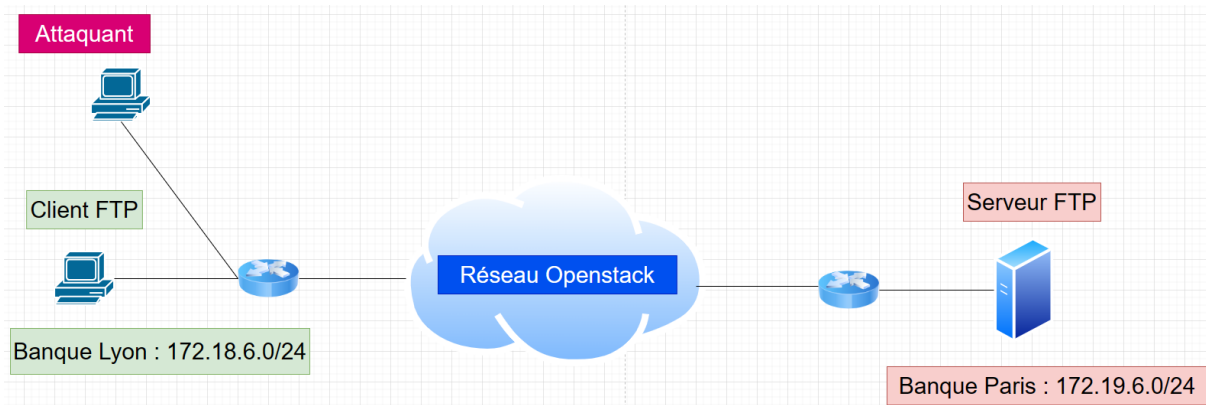 Attaquant
Client FTP
Serveur FTP
Réseau Openstack
Banque Lyon : 172.18.6.0/24
Banque Paris : 172.19.6.0/24